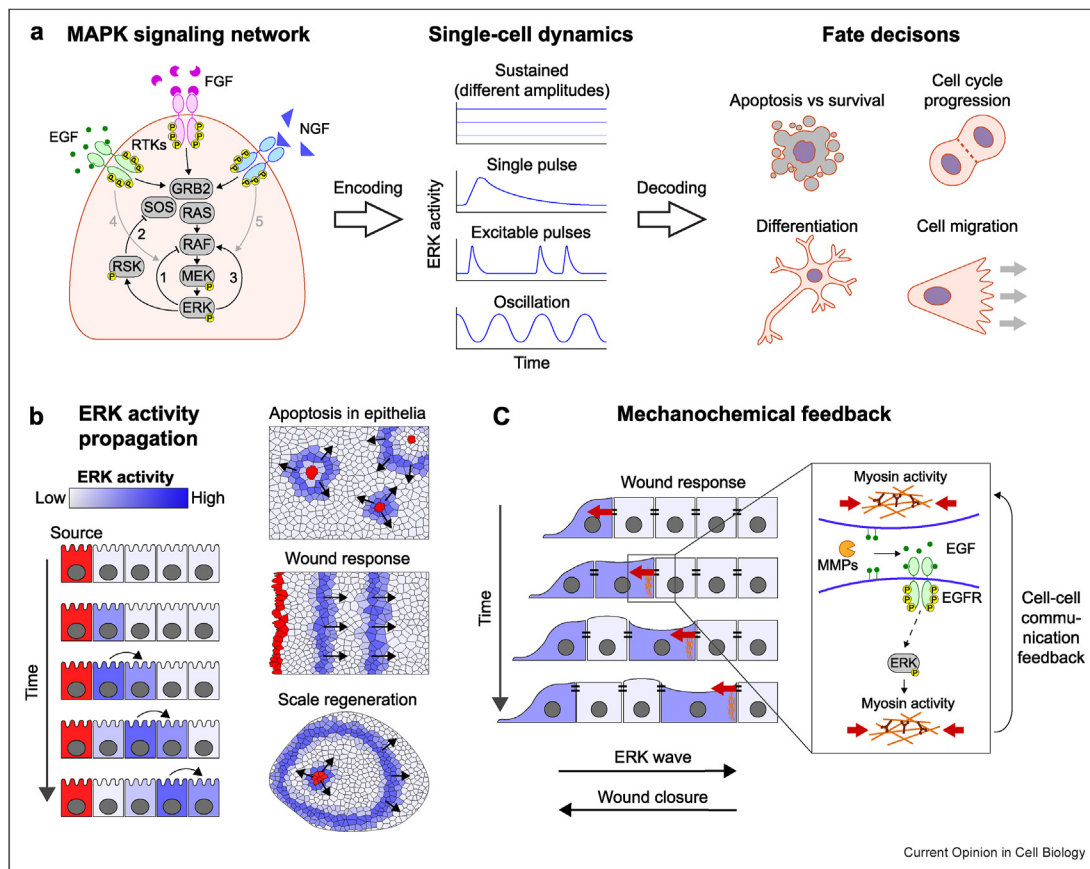 a
MAPK signaling network
FGF
EGF
RTKs
NGF
P
P
P
P
P
P
P
P
P
P
P
P
GRB2
SOS
RAS
4
2
5
RAF
RSK
P
1
MEK
P
3
ERK
P
Encoding
Single-cell dynamics
Sustained
(different amplitudes)
Single pulse
Excitable pulses
Oscillation
ERK activity
Time
Decoding
Fate decisons
Apoptosis vs survival
Cell cycle
progression
Differentiation
Cell migration
b
ERK activity
propagation
ERK activity
Low
High
Source
Time
Apoptosis in epithelia
Wound response
Scale regeneration
C
Mechanochemical feedback
Wound response
Time
ERK wave
Wound closure
Myosin activity
MMPs
EGF
EGFR
P
P
P
P
P
P
ERK
P
Myosin activity
Cell-cell
commu-
nication
feedback
Current Opinion in Cell Biology